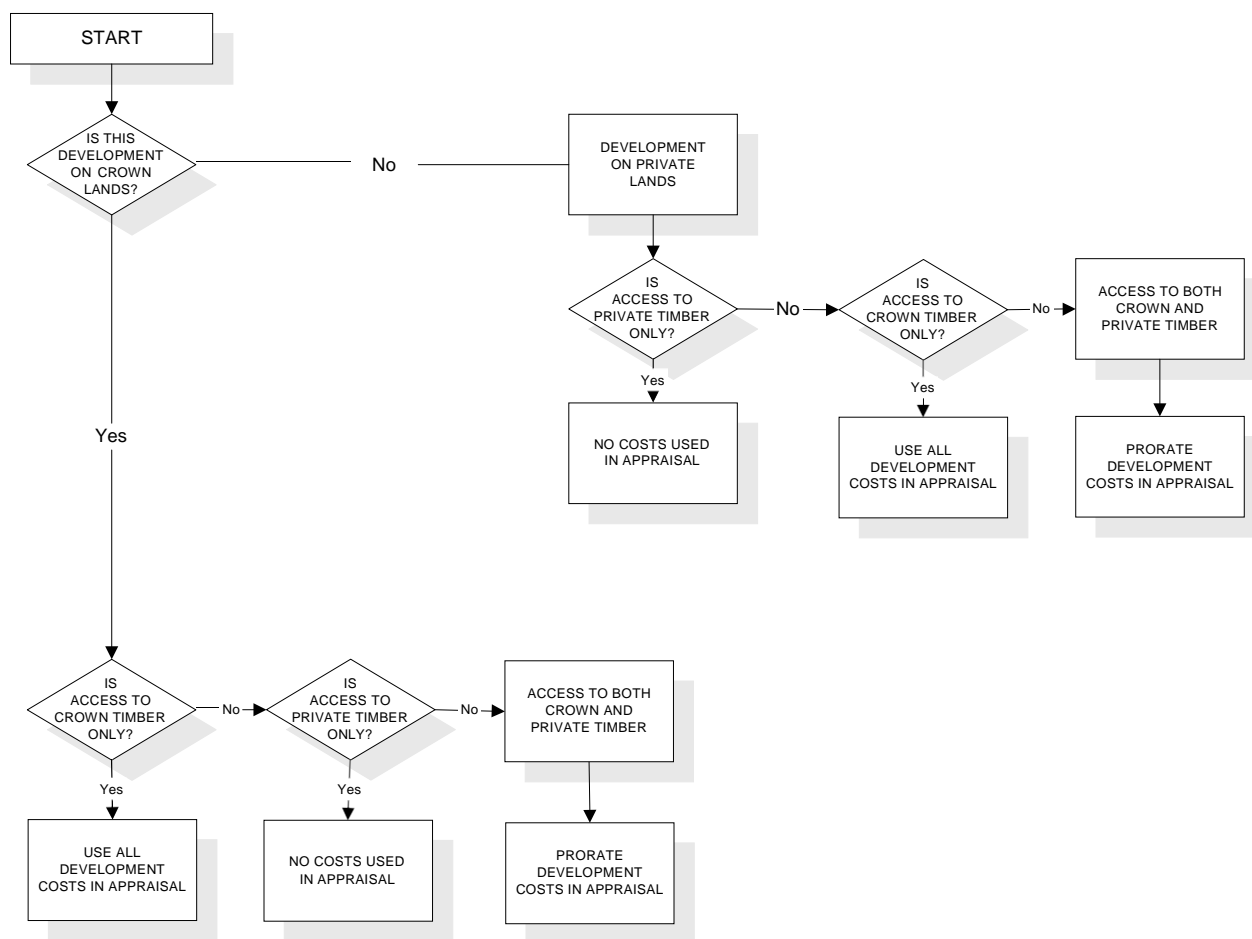 START
IS THIS
DEVELOPMENT
ON CROWN
LANDS?
No
DEVELOPMENT
ON PRIVATE
LANDS
IS
ACCESS TO
PRIVATE TIMBER
ONLY?
No
IS
ACCESS TO
CROWN TIMBER
ONLY?
No
ACCESS TO BOTH
CROWN AND
PRIVATE TIMBER
Yes
NO COSTS USED
IN APPRAISAL
Yes
USE ALL
DEVELOPMENT
COSTS IN APPRAISAL
PRORATE
DEVELOPMENT
COSTS IN APPRAISAL
Yes
IS
ACCESS TO
CROWN TIMBER
ONLY?
No
IS
ACCESS TO
PRIVATE TIMBER
ONLY?
No
ACCESS TO BOTH
CROWN AND
PRIVATE TIMBER
Yes
USE ALL
DEVELOPMENT
COSTS IN APPRAISAL
Yes
NO COSTS USED
IN APPRAISAL
PRORATE
DEVELOPMENT
COSTS IN APPRAISAL